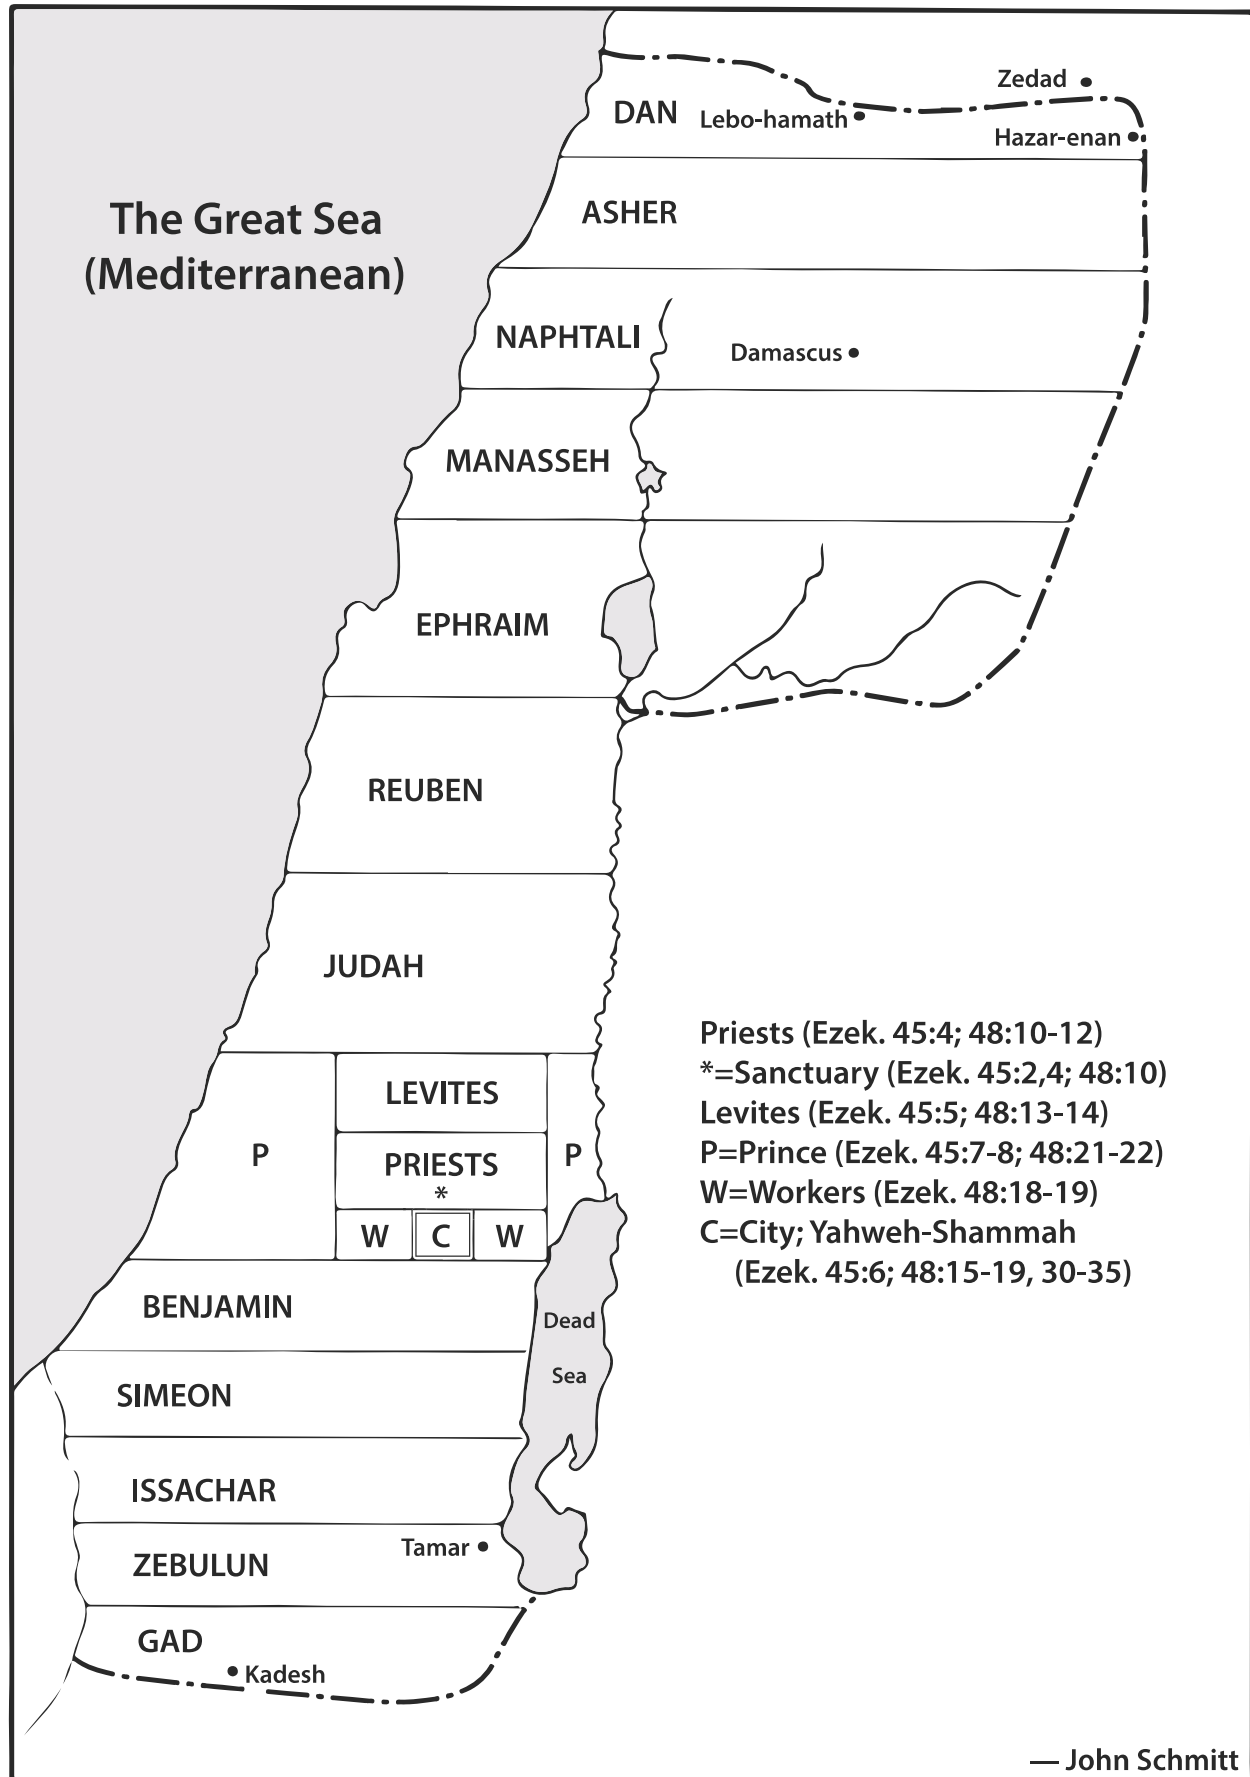 Zedad
DAN
Lebo-hamath
Hazar-enan
The Great Sea
(Mediterranean)
ASHER
NAPHTALI
Damascus
MANASSEH
EPHRAIM
REUBEN
JUDAH
Priests (Ezek. 45:4; 48:10-12)
*=Sanctuary (Ezek. 45:2,4; 48:10)
Levites (Ezek. 45:5; 48:13-14)
P=Prince (Ezek. 45:7-8; 48:21-22)
W=Workers (Ezek. 48:18-19)
C=City; Yahweh-Shammah
(Ezek. 45:6; 48:15-19, 30-35)
LEVITES
P
PRIESTS
*
P
W
C
W
BENJAMIN
Dead
Sea
SIMEON
ISSACHAR
Tamar
ZEBULUN
GAD
Kadesh
— John Schmitt